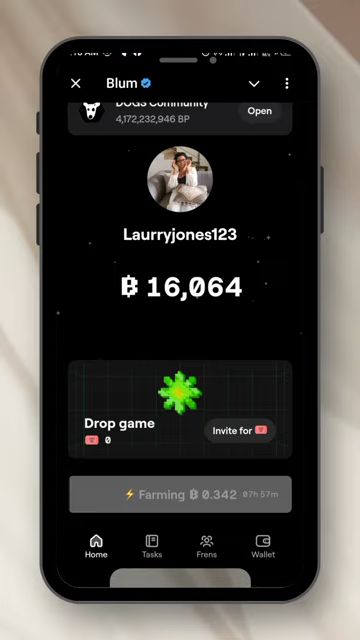 Blum
DOGS Community
4,172,232,946 BP
Open
Laurryjones123
16,064
Drop game
0
Invite for
Farming 0.342 07h 57m
Home
Tasks
Frens
Wallet